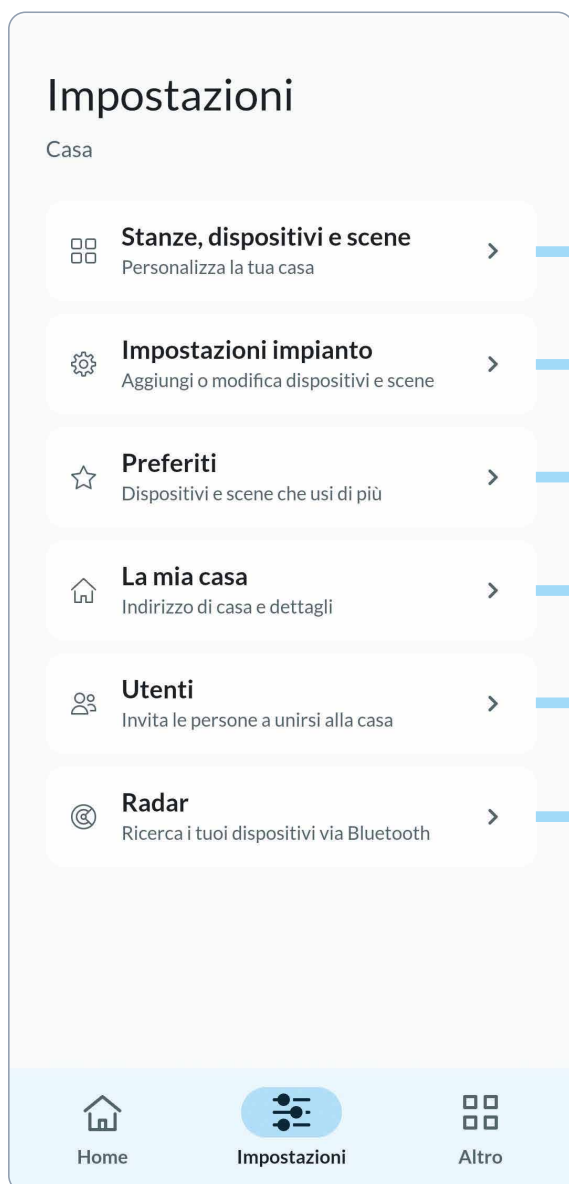 Impostazioni
Casa
Stanze, dispositivi e scene
Personalizza la tua casa
Impostazioni impianto
Aggiungi o modifica dispositivi e scene
Preferiti
Dispositivi e scene che usi di più
La mia casa
Indirizzo di casa e dettagli
Utenti
Invita le persone a unirsi alla casa
Radar
Ricerca i tuoi dispositivi via Bluetooth
Home
Impostazioni
Altro